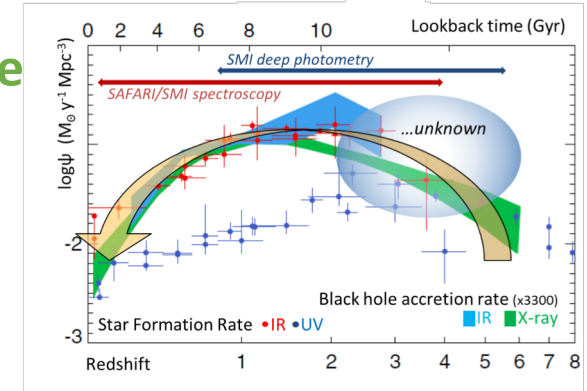 e
Lookback time (Gyr)
0 2 4 6 8 10
SMI deep photometry
SAFARI/SMI spectroscopy
...unknown
logψ (M⊙ y⁻¹ Mpc⁻³)
-2
Black hole accretion rate (x3300)
Star Formation Rate IR UV IR X-ray
-3
Redshift 1 2 3 4 5 6 7 8